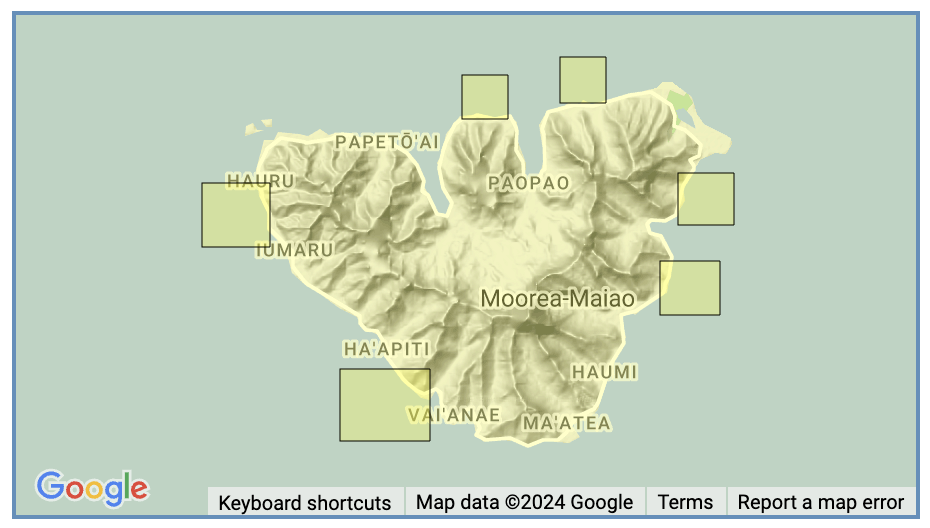 PAPETŌ'AI
HAURU
PAOPAO
IUMARU
Moorea-Maiao
HA'APITI
HAUMI
VAI'ANAE
MA'ATEA
Google
Keyboard shortcuts
Map data ©2024 Google
Terms
Report a map error